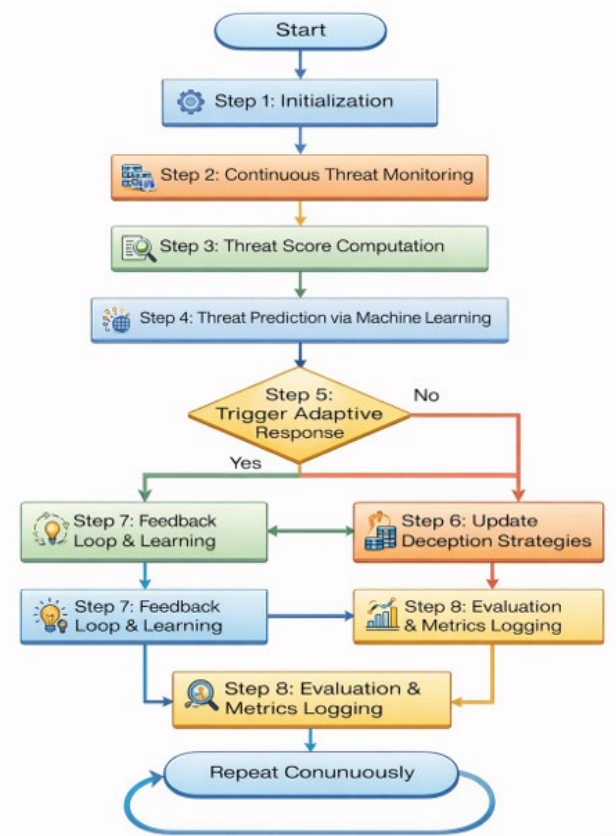 Start
Step 1: Initialization
Step 2: Continuous Threat Monitoring
Step 3: Threat Score Computation
Step 4: Threat Prediction via Machine Learning
Step 5:
Trigger Adaptive
Response
No
Yes
Step 7: Feedback
Loop & Learning
Step 6: Update
Deception Strategies
Step 7: Feedback
Loop & Learning
Step 8: Evaluation
& Metrics Logging
Step 8: Evaluation &
Metrics Logging
Repeat Conunuously